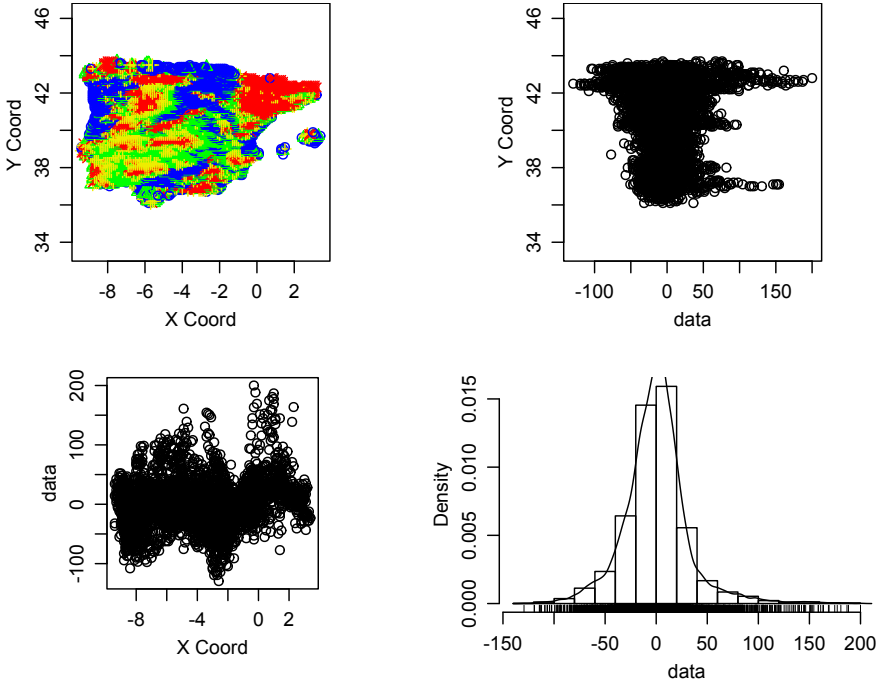 46
42
38
34
Y Coord
-8 -6 -4 -2 0 2
X Coord
46
42
38
34
Y Coord
-100 0 50 150
data
200
100
0
-100
data
-8 -4 0 2
X Coord
0.015
0.010
0.005
0.000
Density
-150 -50 0 50 100 150 200
data